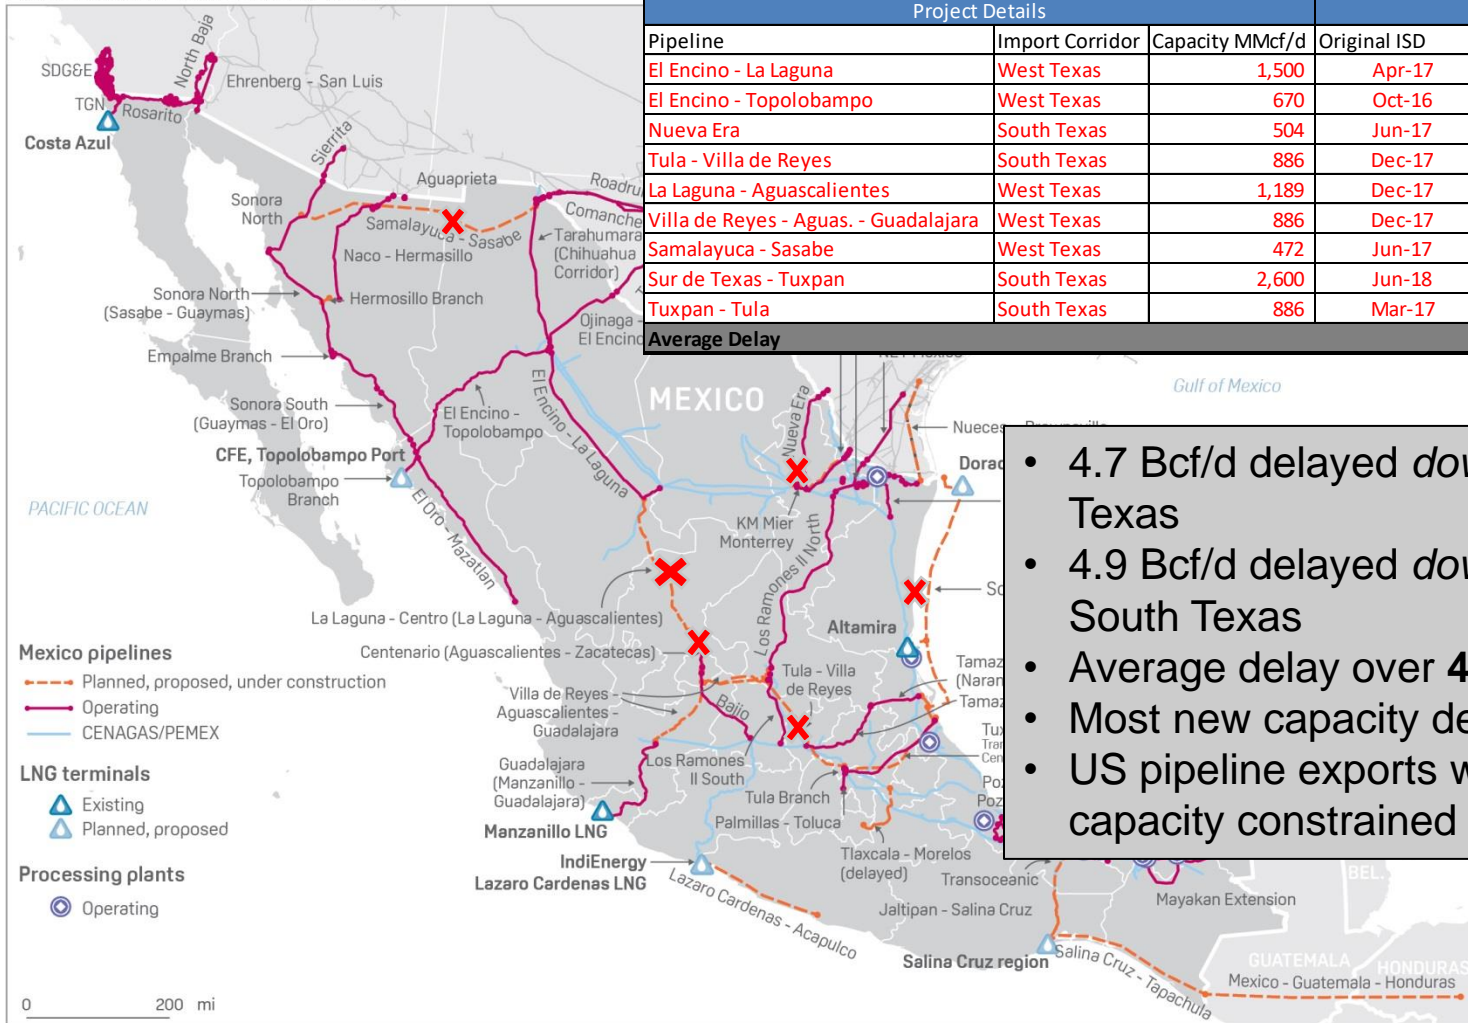 Project Details
Pipeline Import Corridor Capacity MMcf/d Original ISD
El Encino - La Laguna West Texas 1,500 Apr-17
El Encino - Topolobampo West Texas 670 Oct-16
Nueva Era South Texas 504 Jun-17
Tula - Villa de Reyes South Texas 886 Dec-17
La Laguna - Aguascalientes West Texas 1,189 Dec-17
Villa de Reyes - Aguas. - Guadalajara West Texas 886 Dec-17
Samalayuca - Sasabe West Texas 472 Jun-17
Sur de Texas - Tuxpan South Texas 2,600 Jun-18
Tuxpan - Tula South Texas 886 Mar-17
Average Delay
SDG&E
North Baja
Ehrenberg - San Luis
TGN
Rosarito
Costa Azul
Sierrita
Aguaprieta
Sonora
North
Samalayuca - Sasabe
Comanche
Tarahumara
(Chihuahua
Corridor)
Naco - Hermasillo
Sonora North
(Sasabe - Guaymas)
Hermosillo Branch
Ojinaga -
El Encino
Empalme Branch
MEXICO
Gulf of Mexico
Nueva Era
Sonora South
(Guaymas - El Oro)
El Encino -
Topolobampo
El Encino - La Laguna
Nueces
CFE, Topolobampo Port
Topolobampo
Branch
PACIFIC OCEAN
El Oro - Mazatlan
KM Mier
Monterrey
Los Ramones II North
La Laguna - Centro (La Laguna - Aguascalientes)
Altamira
Centenario (Aguascalientes - Zacatecas)
Tula - Villa
de Reyes
Villa de Reyes -
Aguascalientes -
Guadalajara
Bajio
Guadalajara
(Manzanillo -
Guadalajara)
Los Ramones
II South
Tula Branch
Manzanillo LNG
Palmillas - Toluca
IndiEnergy
Lazaro Cardenas LNG
Tlaxcala - Morelos
(delayed)
Transoceanic
Lazaro Cardenas - Acapulco
Jaltipan - Salina Cruz
Mayakan Extension
BEL.
Salina Cruz region
Salina Cruz - Tapachula
GUATEMALA
HONDURAS
Mexico - Guatemala - Honduras
• 4.7 Bcf/d delayed
Texas
• 4.9 Bcf/d delayed
South Texas
• Average delay over 4
• Most new capacity
• US pipeline exports
capacity constrained
Mexico pipelines
Planned, proposed, under construction
Operating
CENAGAS/PEMEX
LNG terminals
Existing
Planned, proposed
Processing plants
Operating
0 200 mi